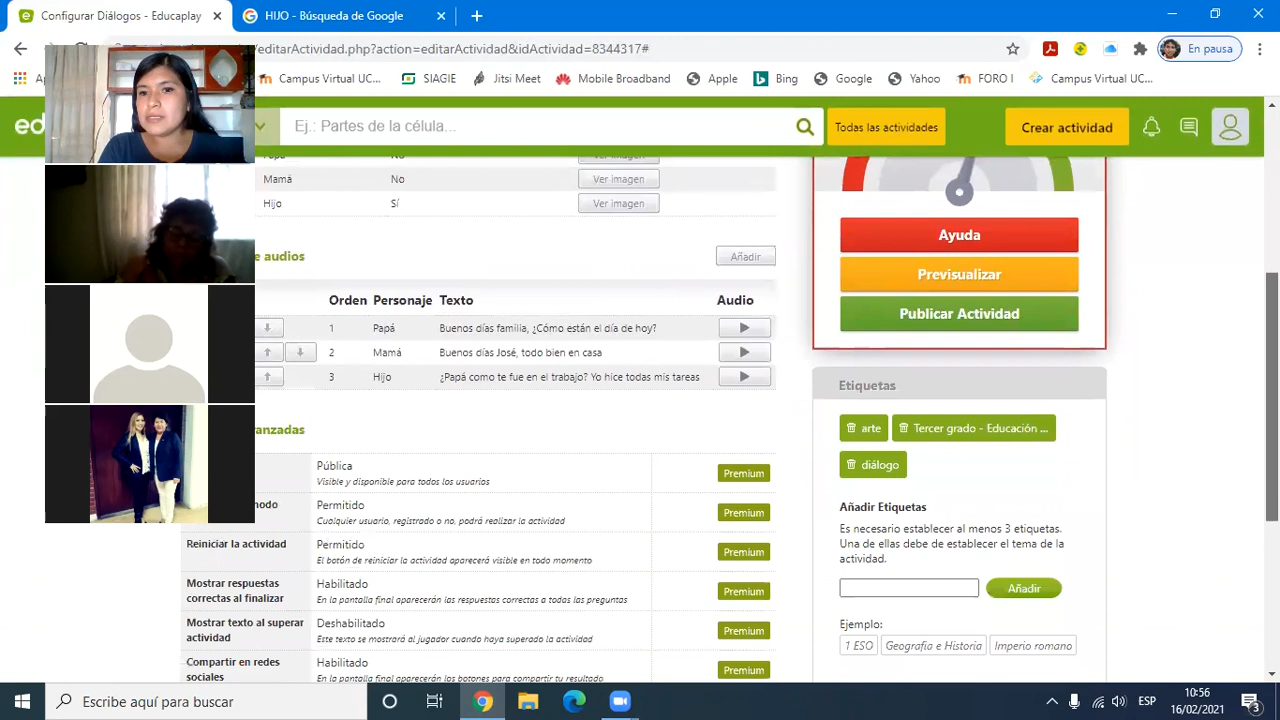 Configurar Diálogos - Educaplay
HIJO - Búsqueda de Google
/editarActividad.php?action=editarActividad&idActividad=8344317#
En pausa
Campus Virtual UC...
SIAGIE
Jitsi Meet
Mobile Broadband
Apple
Bing
Google
Yahoo
FORO I
Campus Virtual UC...
ed
Ej.: Partes de la célula...
Todas las actividades
Crear actividad
Papá No Ver imagen
Mamá No Ver imagen
Hijo Sí Ver imagen
e audios
Añadir
Orden Personaje Texto Audio
1 Papá Buenos días familia, ¿Cómo están el día de hoy?
2 Mamá Buenos días José, todo bien en casa
3 Hijo ¿Papá como te fue en el trabajo? Yo hice todas mis tareas
anzadas
Pública
Visible y disponible para todos los usuarios
Premium
nodo
Permitido
Cualquier usuario, registrado o no, podrá realizar la actividad
Premium
Reiniciar la actividad
Permitido
El botón de reiniciar la actividad aparecerá visible en todo momento
Premium
Mostrar respuestas
correctas al finalizar
Habilitado
En la pantalla final aparecerán las respuestas correctas a todas las preguntas
Premium
Mostrar texto al superar
actividad
Deshabilitado
Este texto se mostrará al jugador cuando haya superado la actividad
Premium
Compartir en redes
sociales
Habilitado
En la pantalla final aparecerán los botones para compartir tu resultado
Premium
Ayuda
Previsualizar
Publicar Actividad
Etiquetas
arte
Tercer grado - Educación ...
diálogo
Añadir Etiquetas
Es necesario establecer al menos 3 etiquetas.
Una de ellas debe de establecer el tema de la
actividad.
Añadir
Ejemplo:
1 ESO
Geografía e Historia
Imperio romano
Escribe aquí para buscar
ESP
10:56
16/02/2021
3